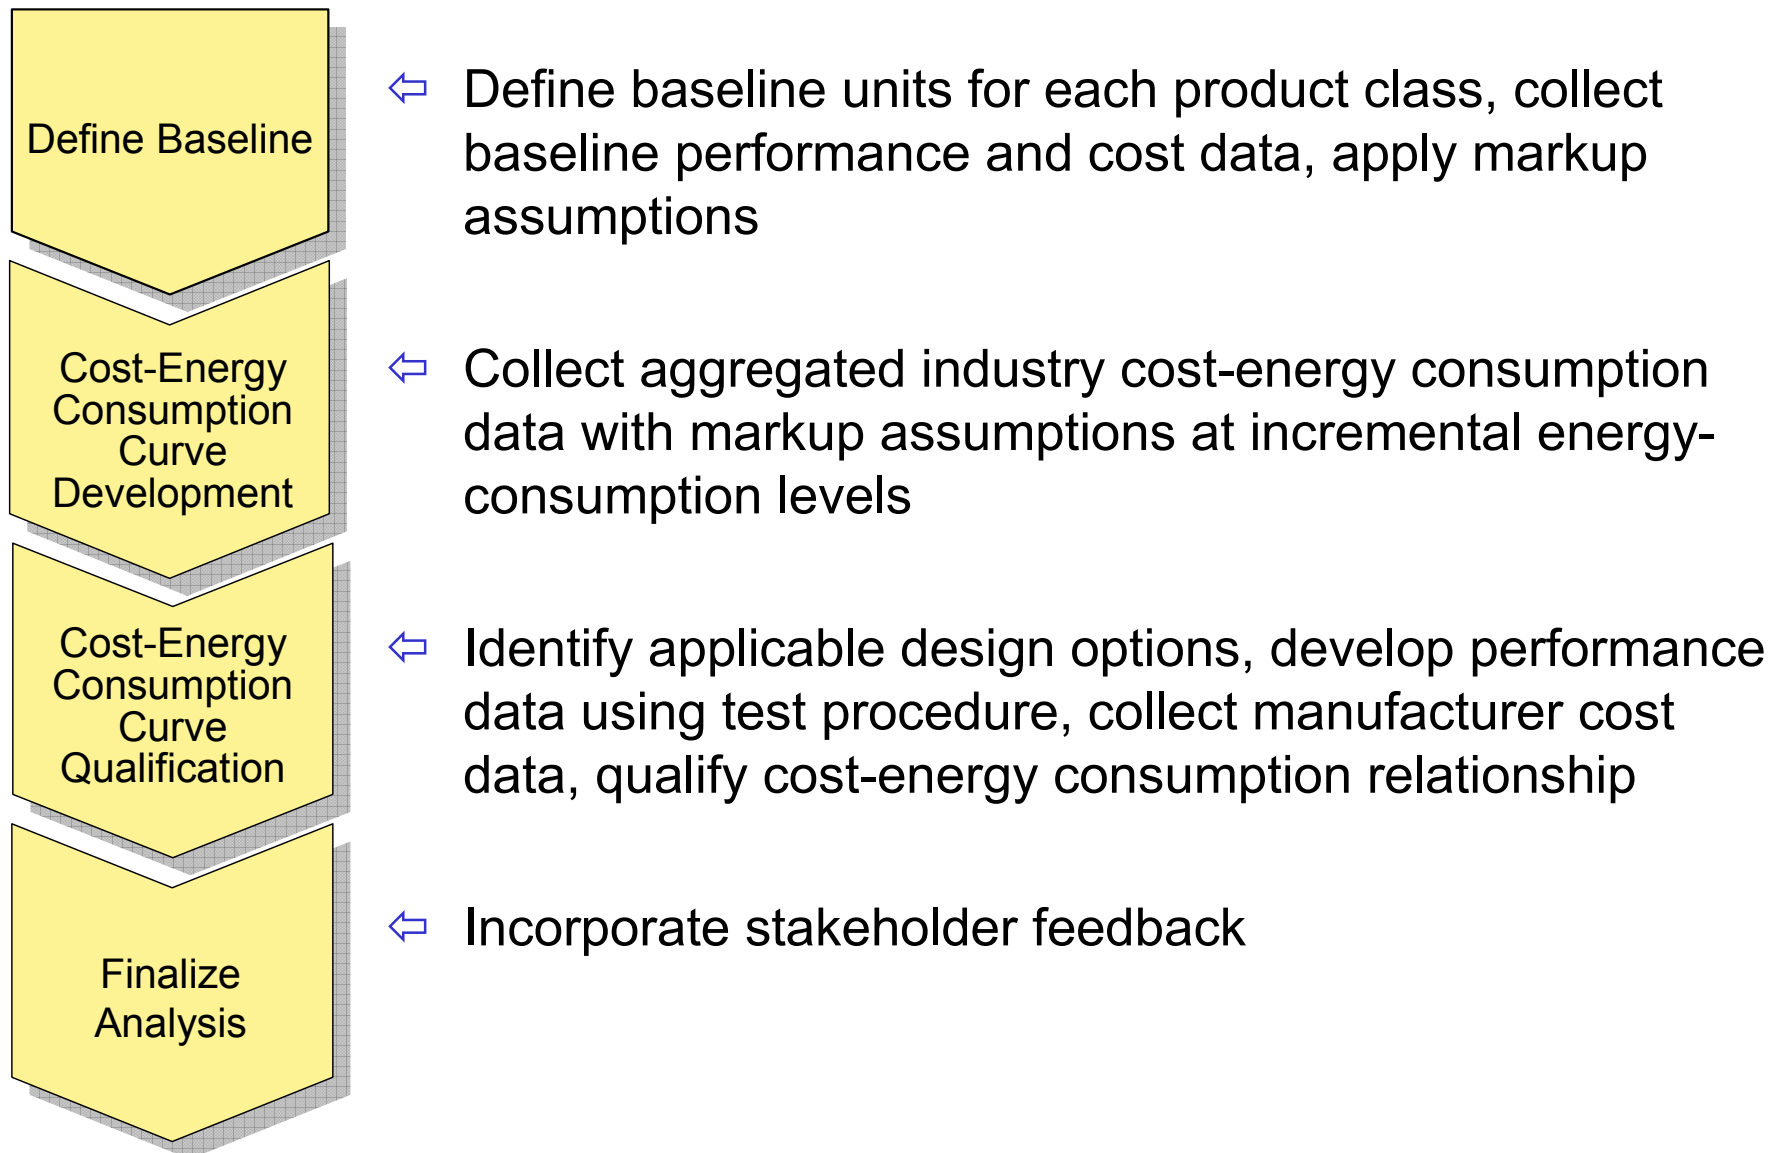 Define Baseline
⇦ Define baseline units for each product class, collect
baseline performance and cost data, apply markup
assumptions
Cost-Energy
Consumption
Curve
Development
⇦ Collect aggregated industry cost-energy consumption
data with markup assumptions at incremental energy-
consumption levels
Cost-Energy
Consumption
Curve
Qualification
⇦ Identify applicable design options, develop performance
data using test procedure, collect manufacturer cost
data, qualify cost-energy consumption relationship
Finalize
Analysis
⇦ Incorporate stakeholder feedback